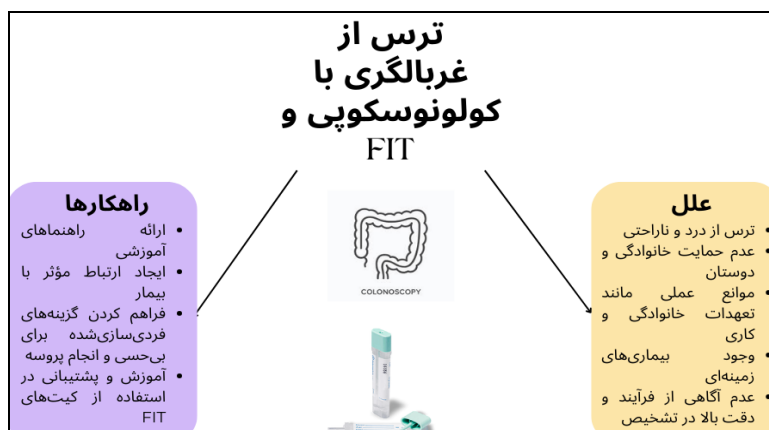 ترس از
غربالگری با
کولونوسکوپی و
FIT
علل
ترس از درد و ناراحتی
عدم حمایت خانوادگی و
دوستان
موانع عملی مانند
تعهدات خانوادگی و
کاری
وجود بیماری‌های
زمینه‌ای
عدم آگاهی از فرآیند و
دقت بالا در تشخیص
راهکارها
ارائه راهنماهای
آموزشی
ایجاد ارتباط مؤثر با
بیمار
فراهم کردن گزینه‌های
فردی‌سازی‌شده برای
بی‌حسی و انجام پروسه
آموزش و پشتیبانی در
استفاده از کیت‌های
FIT
COLONOSCOPY